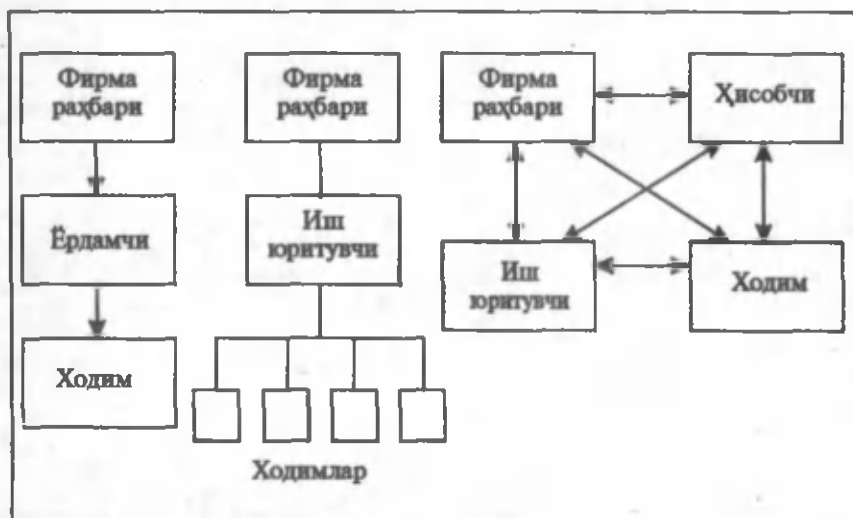 Фирма
раҳбари
Ёрдамчи
Ходим
Фирма
раҳбари
Иш
юритувчи
Ходимлар
Фирма
раҳбари
Ҳисобчи
Иш
юритувчи
Ходим